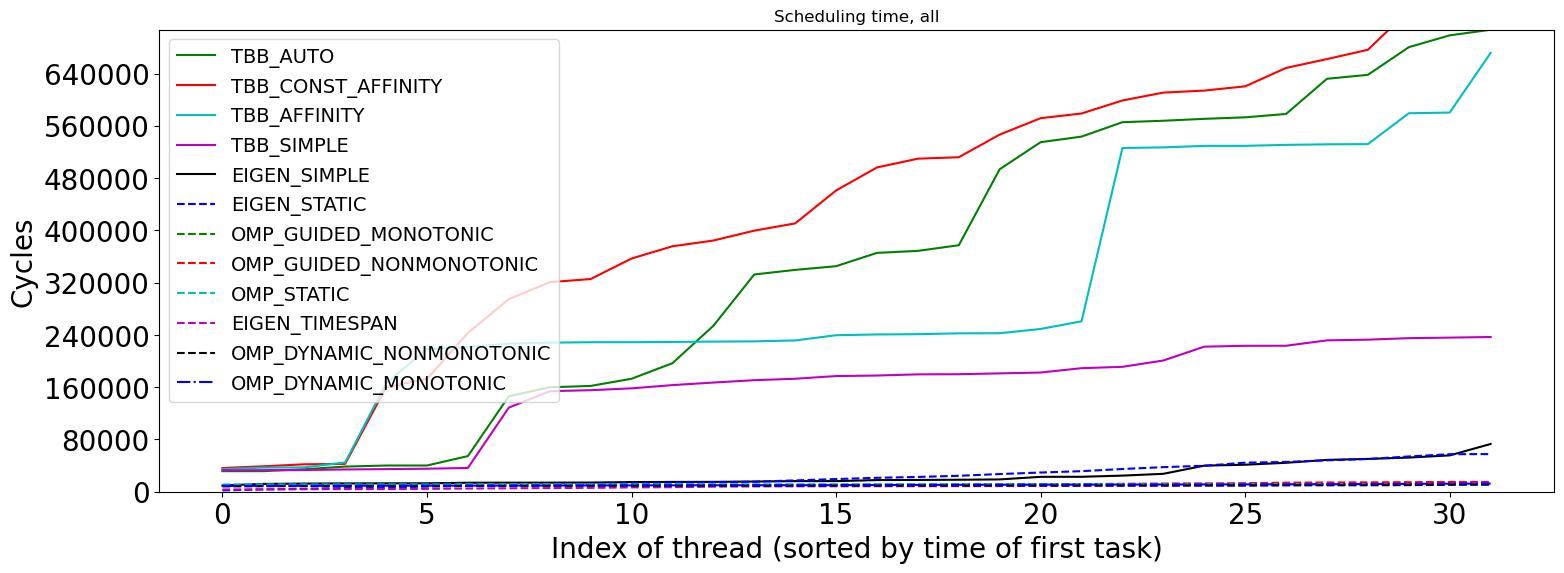 Scheduling time, all
Cycles
640000
560000
480000
400000
320000
240000
160000
80000
0
TBB_AUTO
TBB_CONST_AFFINITY
TBB_AFFINITY
TBB_SIMPLE
EIGEN_SIMPLE
EIGEN_STATIC
OMP_GUIDED_MONOTONIC
OMP_GUIDED_NONMONOTONIC
OMP_STATIC
EIGEN_TIMESPAN
OMP_DYNAMIC_NONMONOTONIC
OMP_DYNAMIC_MONOTONIC
0 5 10 15 20 25 30
Index of thread (sorted by time of first task)